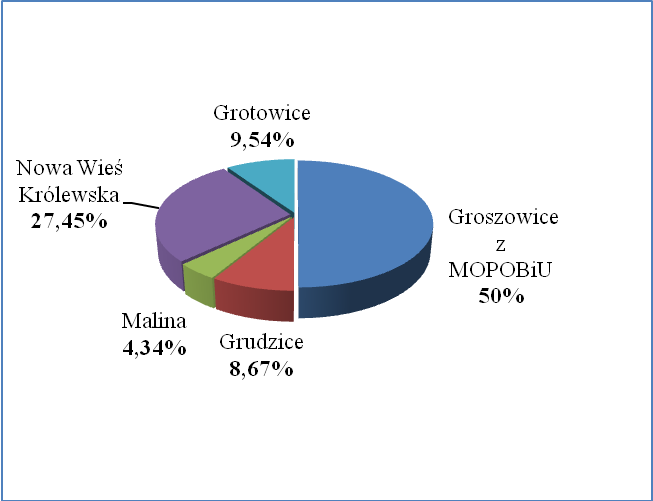 Grotowice
9,54%
Nowa Wieś
Królewska
27,45%
Groszowice
z
MOPOBiU
50%
Malina
4,34%
Grudzice
8,67%